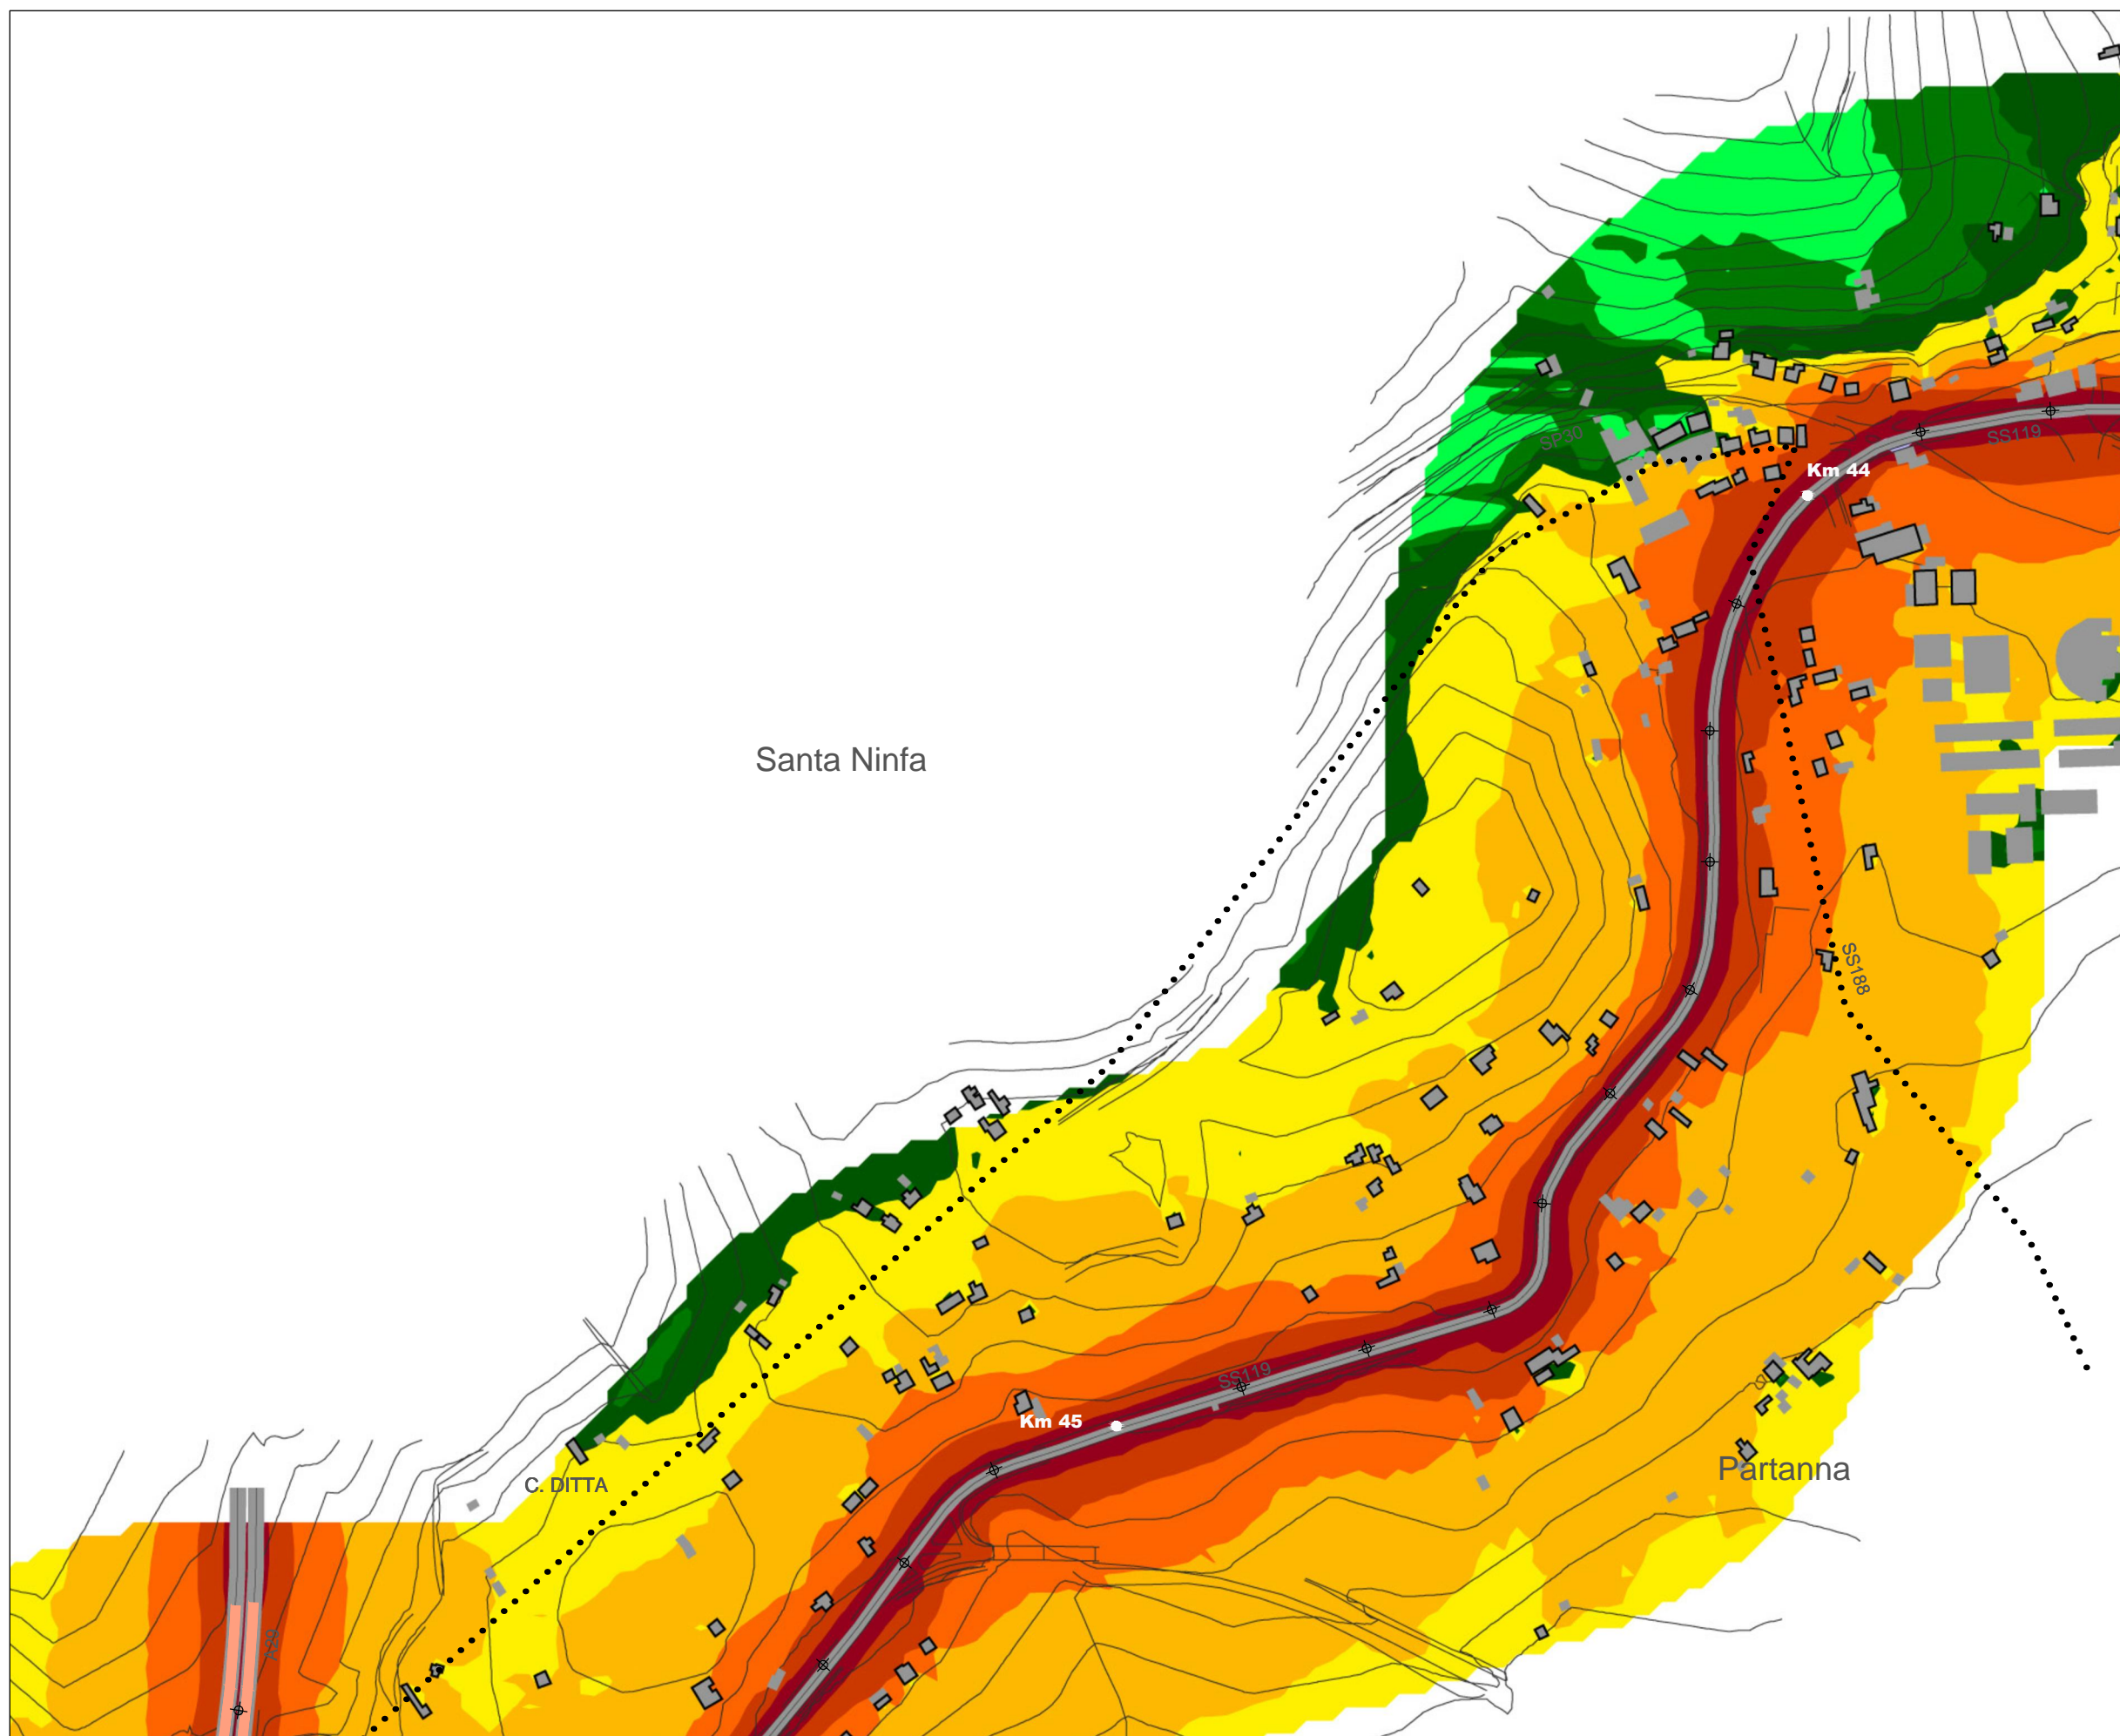 SP30
SS119
Km 44
Santa Ninfa
SS188
SS119
Km 45
Partanna
C. DITTA
A29